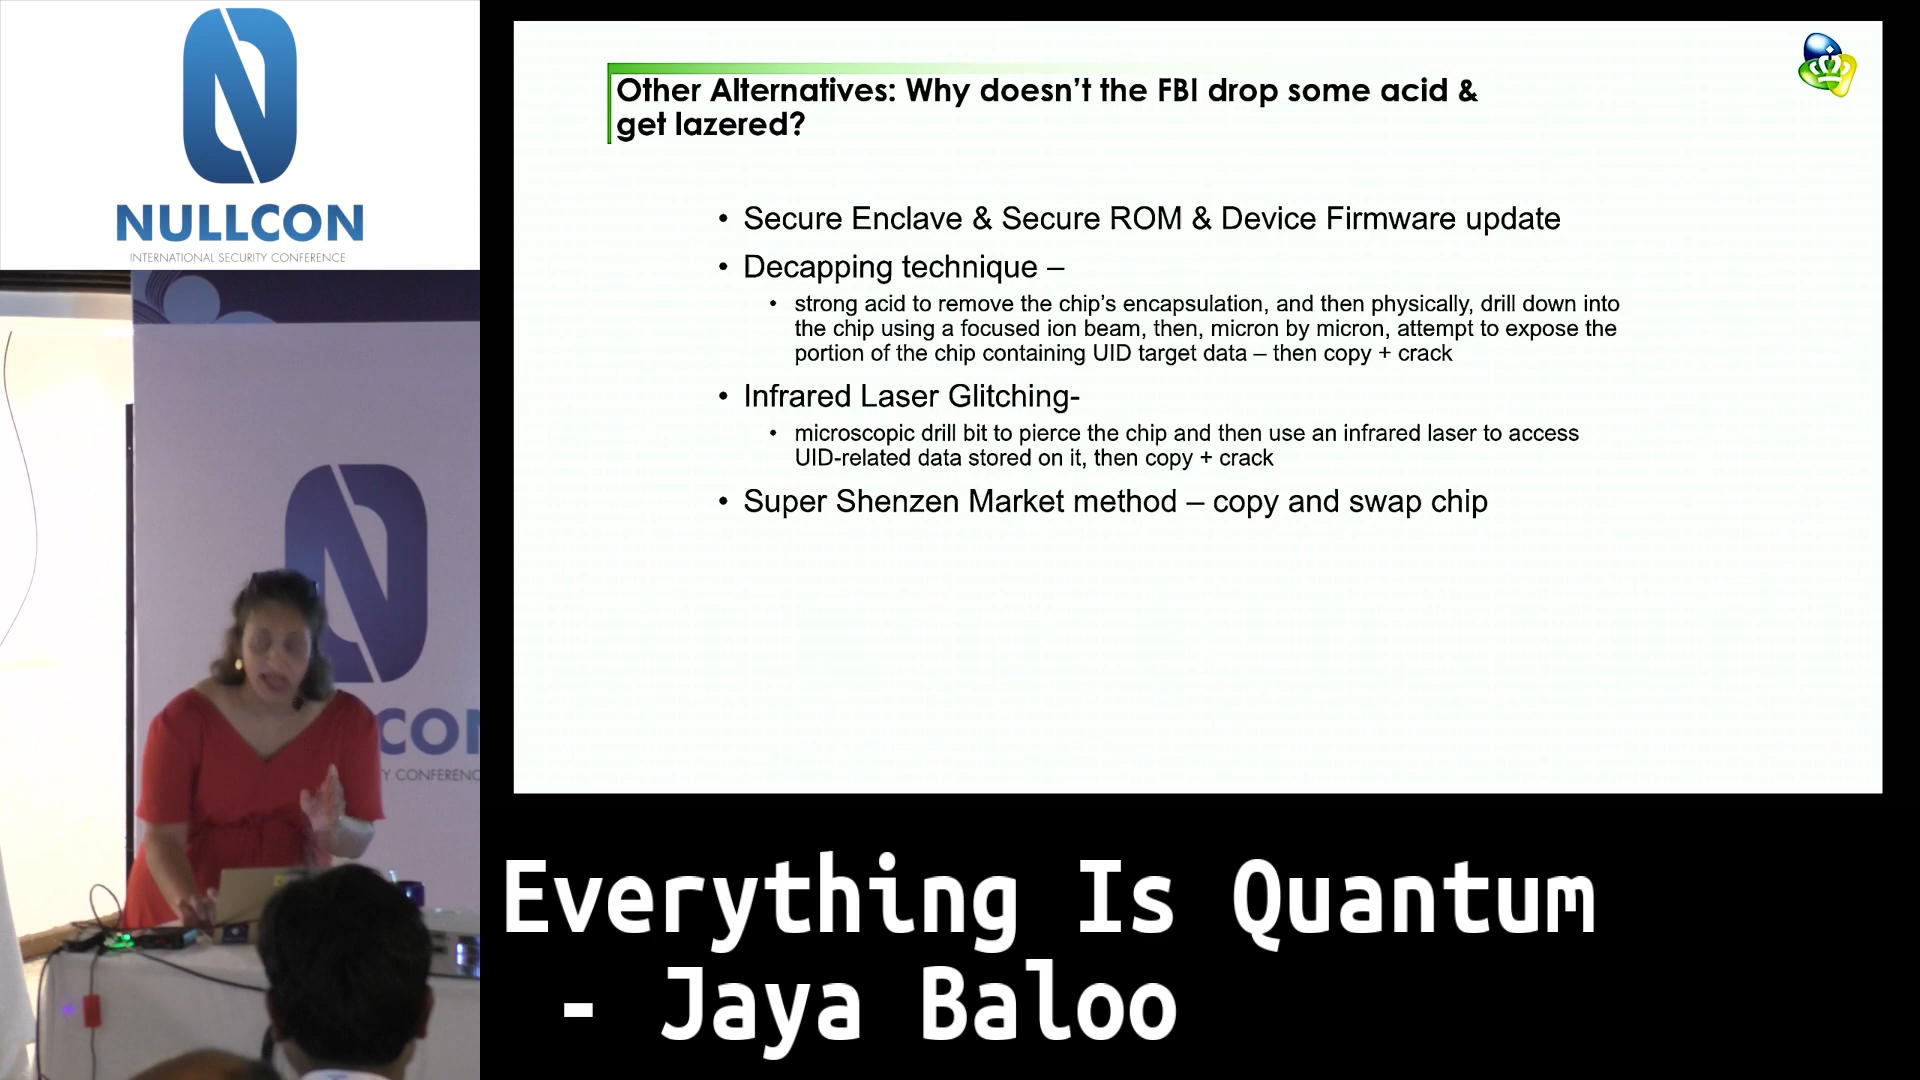 NULLCON
INTERNATIONAL SECURITY CONFERENCE
CON
Y CONFERENC
Other Alternatives: Why doesn’t the FBI drop some acid &
get lazered?
• Secure Enclave & Secure ROM & Device Firmware update
• Decapping technique –
• strong acid to remove the chip’s encapsulation, and then physically, drill down into
the chip using a focused ion beam, then, micron by micron, attempt to expose the
portion of the chip containing UID target data – then copy + crack
• Infrared Laser Glitching-
• microscopic drill bit to pierce the chip and then use an infrared laser to access
UID-related data stored on it, then copy + crack
• Super Shenzen Market method – copy and swap chip
Everything Is Quantum
- Jaya Baloo